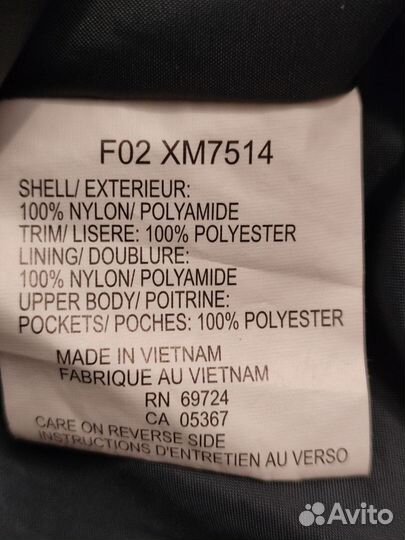 F02 XM7514
SHELL/ EXTERIEUR:
100% NYLON/ POLYAMIDE
TRIM/ LISERE: 100% POLYESTER
LINING/ DOUBLURE:
100% NYLON/ POLYAMIDE
UPPER BODY/ POITRINE:
POCKETS/ POCHES: 100% POLYESTER
MADE IN VIETNAM
FABRIQUE AU VIETNAM
RN 69724
CA 05367
CARE ON REVERSE SIDE
INSTRUCTIONS D'ENTRETIEN AU VERSO
Avito